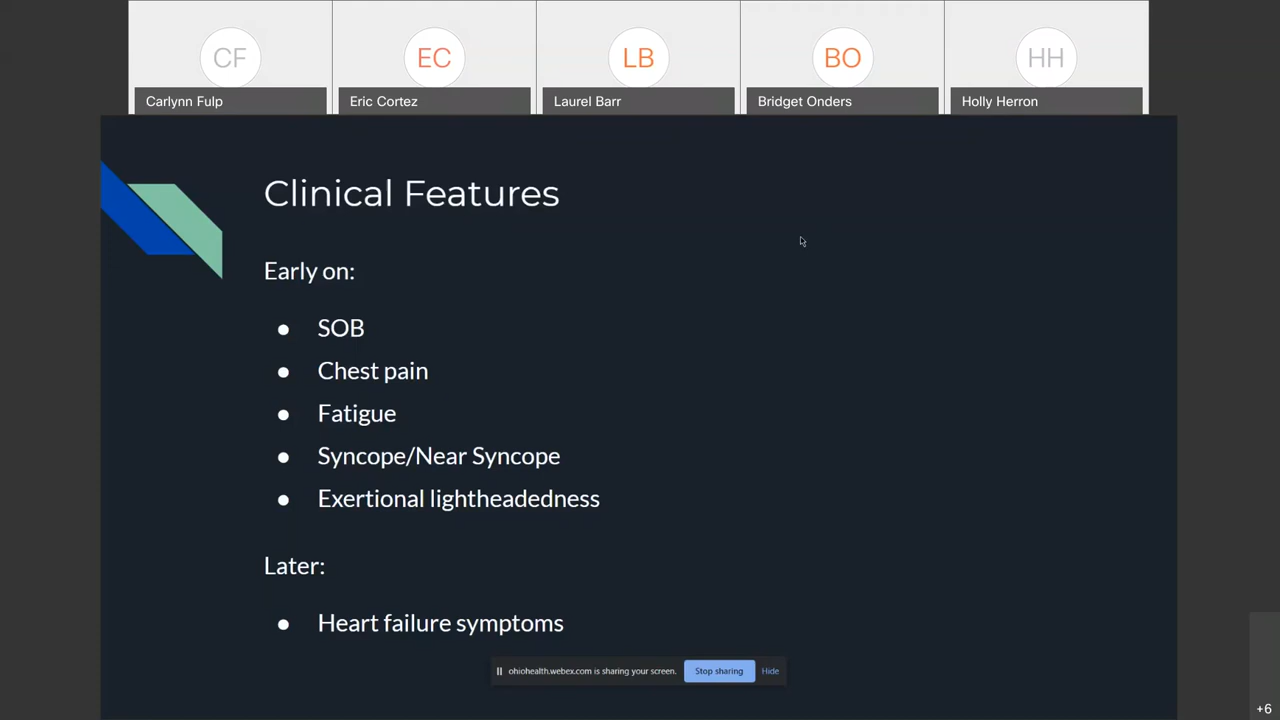 CF
EC
LB
BO
HH
Carlynn Fulp
Eric Cortez
Laurel Barr
Bridget Onders
Holly Herron
Clinical Features
Early on:
● SOB
● Chest pain
● Fatigue
● Syncope/Near Syncope
● Exertional lightheadedness
Later:
● Heart failure symptoms
ohiohealth.webex.com is sharing your screen. Stop sharing Hide
+6